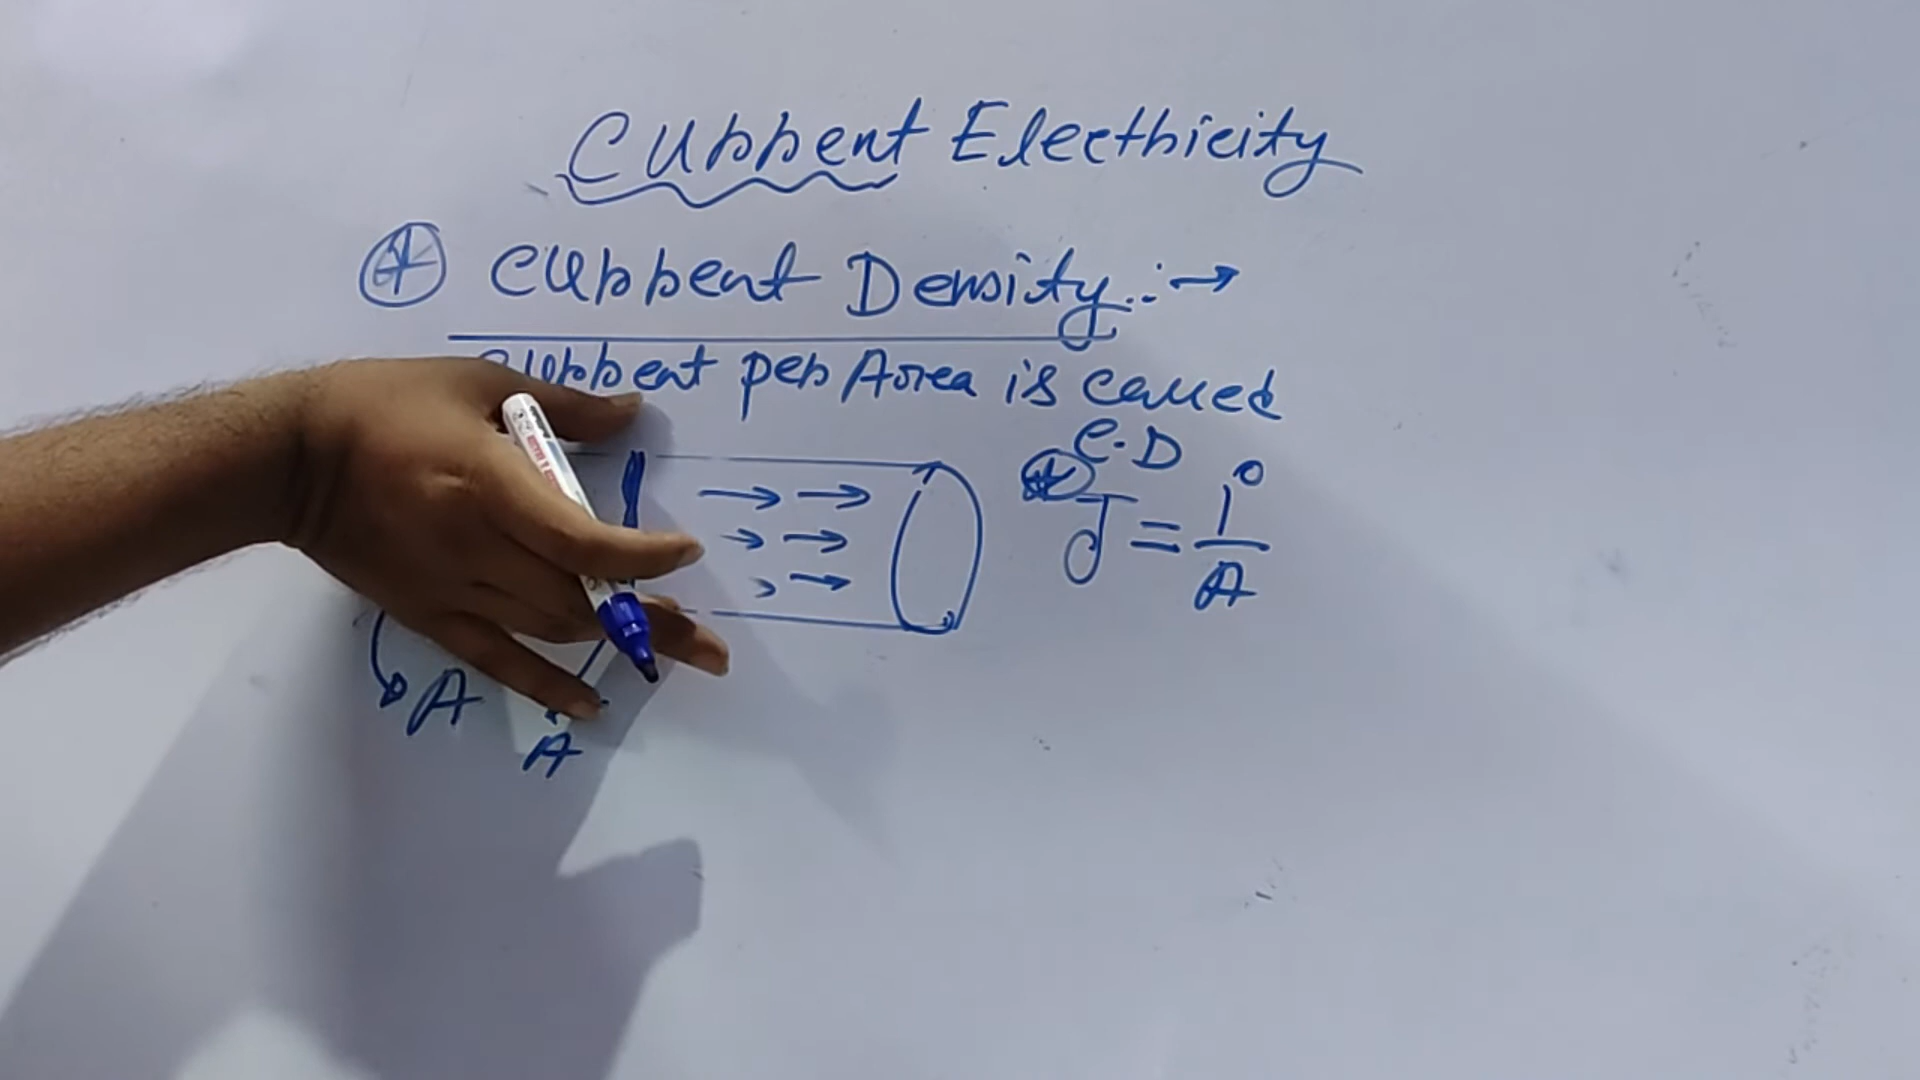 Current Electricity
* Current Density :- →
Current per Area is called
C.D
* J = i/A
A
A